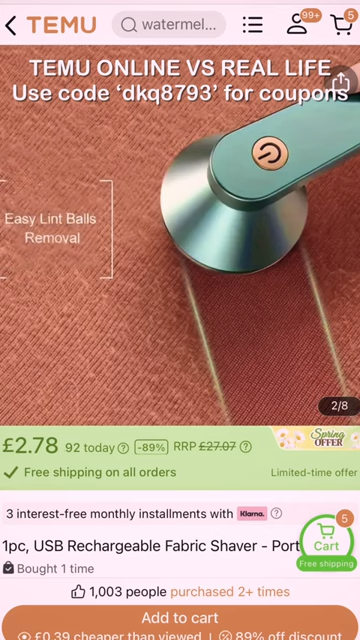 TEMU
watermel...
99+
5
TEMU ONLINE VS REAL LIFE
Use code ‘dkq8793’ for coupons
Easy Lint Balls
Removal
2/8
£2.78 92 today ? -89% RRP £27.07 ?
Spring
OFFER
Free shipping on all orders
Limited-time offer
3 interest-free monthly installments with Klarna. ?
5
1pc, USB Rechargeable Fabric Shaver - Port
Cart
Free shipping
Bought 1 time
1,003 people purchased 2+ times
Add to cart
£0.39 cheaper than viewed | % 89% off discount